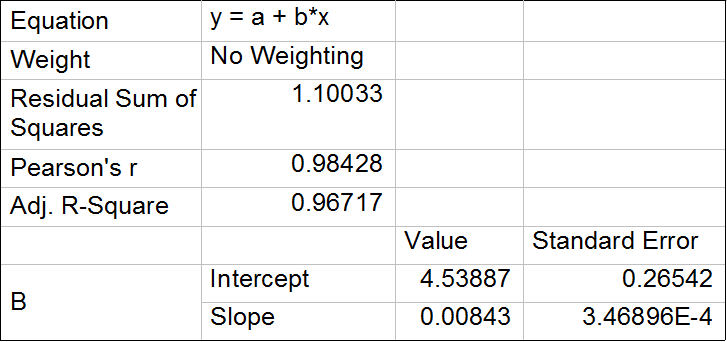 Equation y = a + b*x
Weight No Weighting
Residual Sum of 1.10033
Squares
Pearson's r 0.98428
Adj. R-Square 0.96717
Value Standard Error
B Intercept 4.53887 0.26542
Slope 0.00843 3.46896E-4